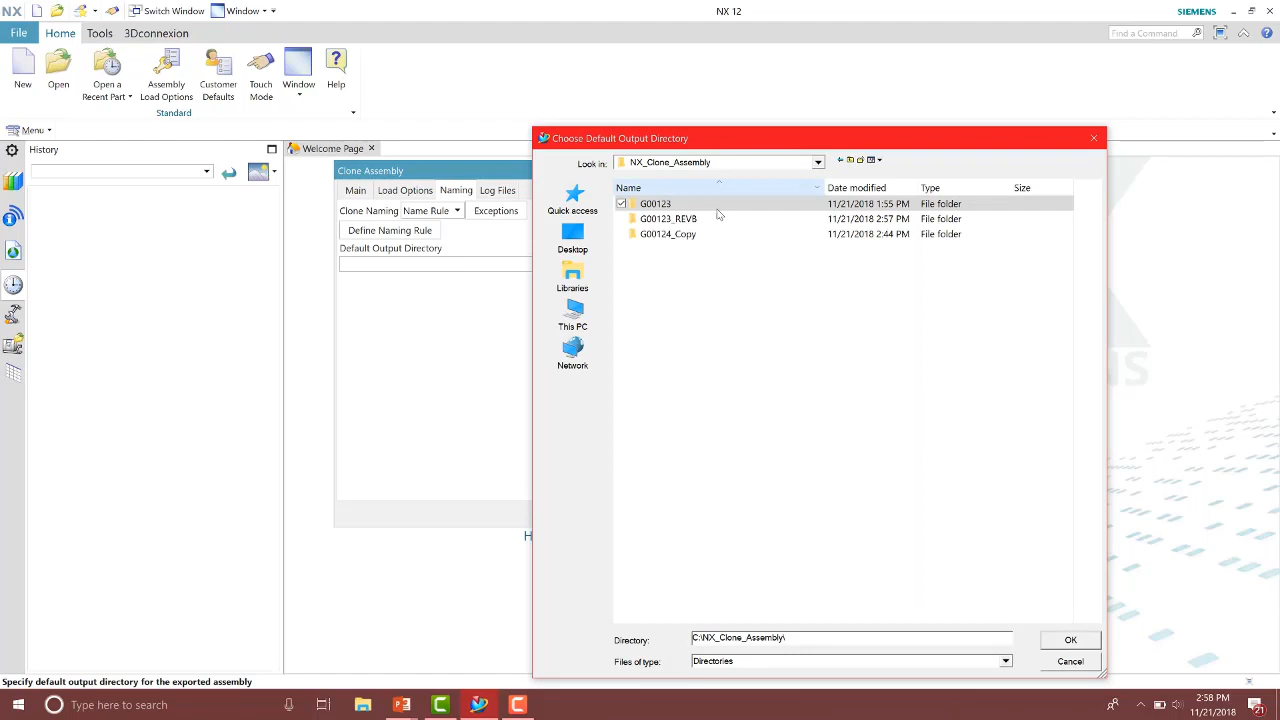 NX Switch Window Window NX 12 SIEMENS
File Home Tools 3Dconnexion Find a Command
New Open Open a Recent Part Assembly Load Options Customer Defaults Touch Mode Window Help
Standard
Menu
History
Welcome Page
Clone Assembly
Main Load Options Naming Log Files
Clone Naming Name Rule Exceptions
Define Naming Rule
Default Output Directory
H
Choose Default Output Directory
Look in: NX_Clone_Assembly
Name Date modified Type Size
G00123 11/21/2018 1:55 PM File folder
G00123_REVB 11/21/2018 2:57 PM File folder
G00124_Copy 11/21/2018 2:44 PM File folder
Quick access
Desktop
Libraries
This PC
Network
Directory: C:\NX_Clone_Assembly\
OK
Files of type: Directories
Cancel
NS
Specify default output directory for the exported assembly
Type here to search
2:58 PM
11/21/2018
21